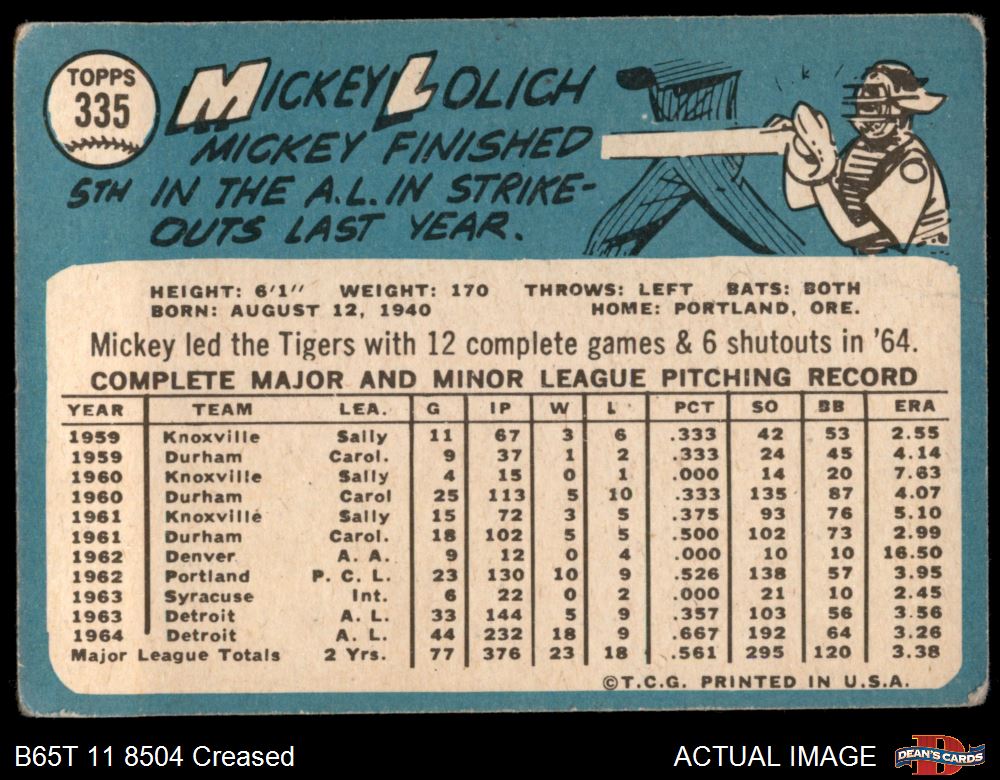 TOPPS
335
MICKEY LOLICH
MICKEY FINISHED
5TH IN THE A.L. IN STRIKE-
OUTS LAST YEAR.
HEIGHT: 6'1" WEIGHT: 170 THROWS: LEFT BATS: BOTH
BORN: AUGUST 12, 1940 HOME: PORTLAND, ORE.
Mickey led the Tigers with 12 complete games & 6 shutouts in '64.
COMPLETE MAJOR AND MINOR LEAGUE PITCHING RECORD
YEAR TEAM LEA. G IP W L PCT SO BB ERA
1959 Knoxville Sally 11 67 3 6 .333 42 53 2.55
1959 Durham Carol. 9 37 1 2 .333 24 45 4.14
1960 Knoxville Sally 4 15 0 1 .000 14 20 7.63
1960 Durham Carol 25 113 5 10 .333 135 87 4.07
1961 Knoxville Sally 15 72 3 5 .375 93 76 5.10
1961 Durham Carol. 18 102 5 5 .500 102 73 2.99
1962 Denver A. A. 9 12 0 4 .000 10 10 16.50
1962 Portland P. C. L. 23 130 10 9 .526 138 57 3.95
1963 Syracuse Int. 6 22 0 2 .000 21 10 2.45
1963 Detroit A. L. 33 144 5 9 .357 103 56 3.56
1964 Detroit A. L. 44 232 18 9 .667 192 64 3.26
Major League Totals 2 Yrs. 77 376 23 18 .561 295 120 3.38
©T.C.G. PRINTED IN U.S.A.
B65T 11 8504 Creased ACTUAL IMAGE
DEAN'S CARDS